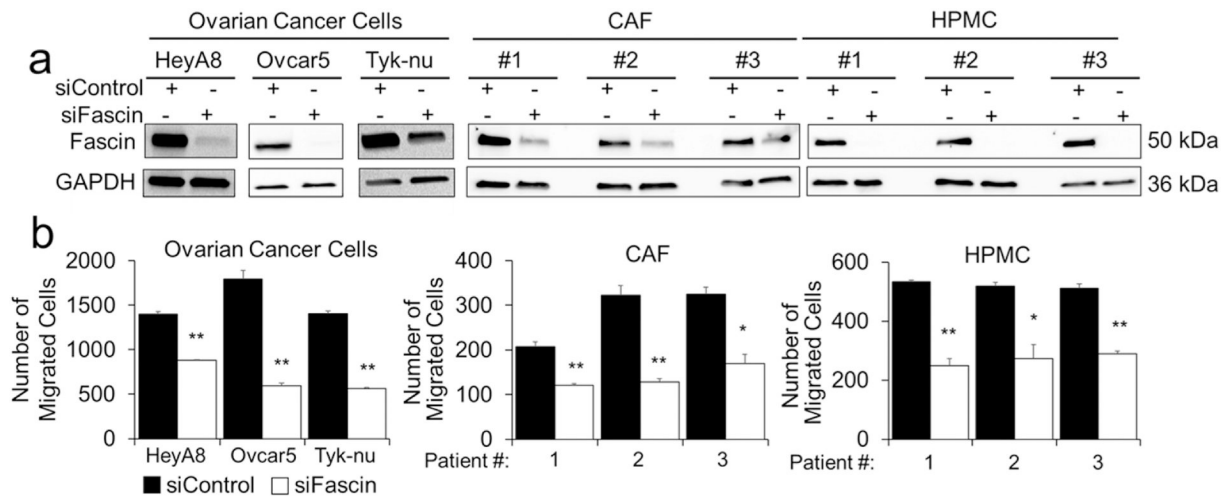 Ovarian Cancer Cells CAF HPMC
a HeyA8 Ovcar5 Tyk-nu #1 #2 #3 #1 #2 #3
siControl + - + - + - + - + - + - + - + - + -
siFascin - + - + - + - + - + - + - + - + - +
Fascin 50 kDa
GAPDH 36 kDa
b
Ovarian Cancer Cells
Number of
Migrated Cells
2000
1500
1000
500
0
** ** **
HeyA8 Ovcar5 Tyk-nu
siControl siFascin
CAF
Number of
Migrated Cells
400
300
200
100
0
** ** *
Patient #: 1 2 3
HPMC
Number of
Migrated Cells
600
400
200
0
** * **
Patient #: 1 2 3